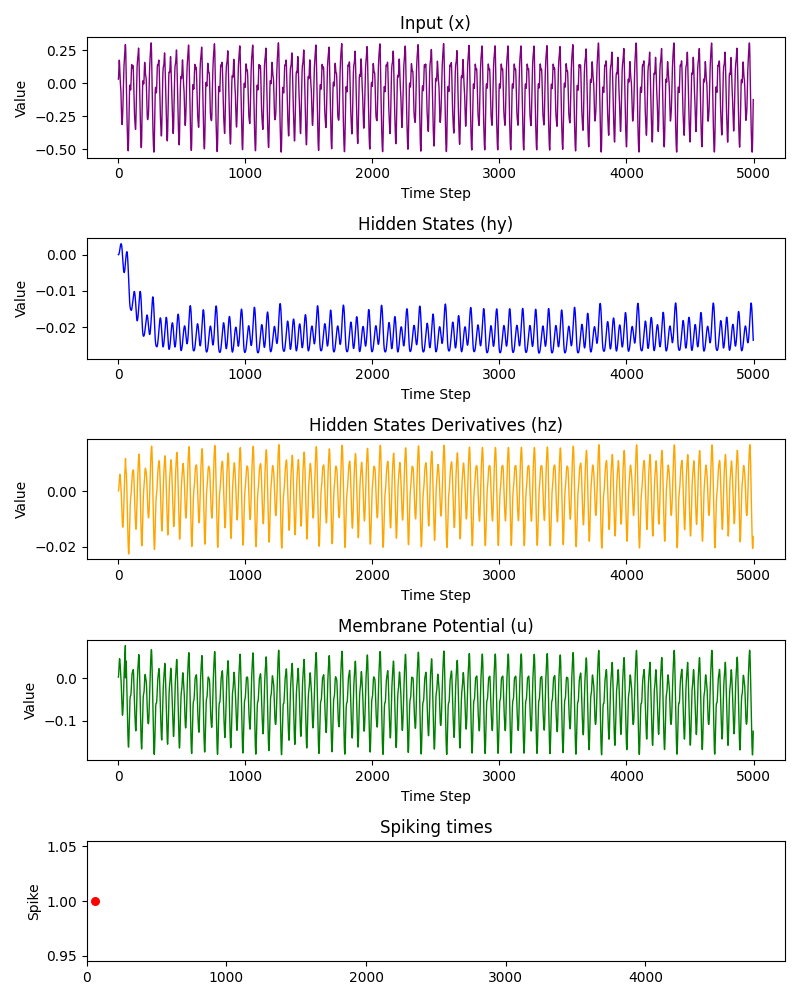 Input (x)
Value
0.25
0.00
−0.25
−0.50
0 1000 2000 3000 4000 5000
Time Step
Hidden States (hy)
Value
0.00
−0.01
−0.02
0 1000 2000 3000 4000 5000
Time Step
Hidden States Derivatives (hz)
Value
0.00
−0.02
0 1000 2000 3000 4000 5000
Time Step
Membrane Potential (u)
Value
0.0
−0.1
0 1000 2000 3000 4000 5000
Time Step
Spiking times
Spike
1.05
1.00
0.95
0 1000 2000 3000 4000